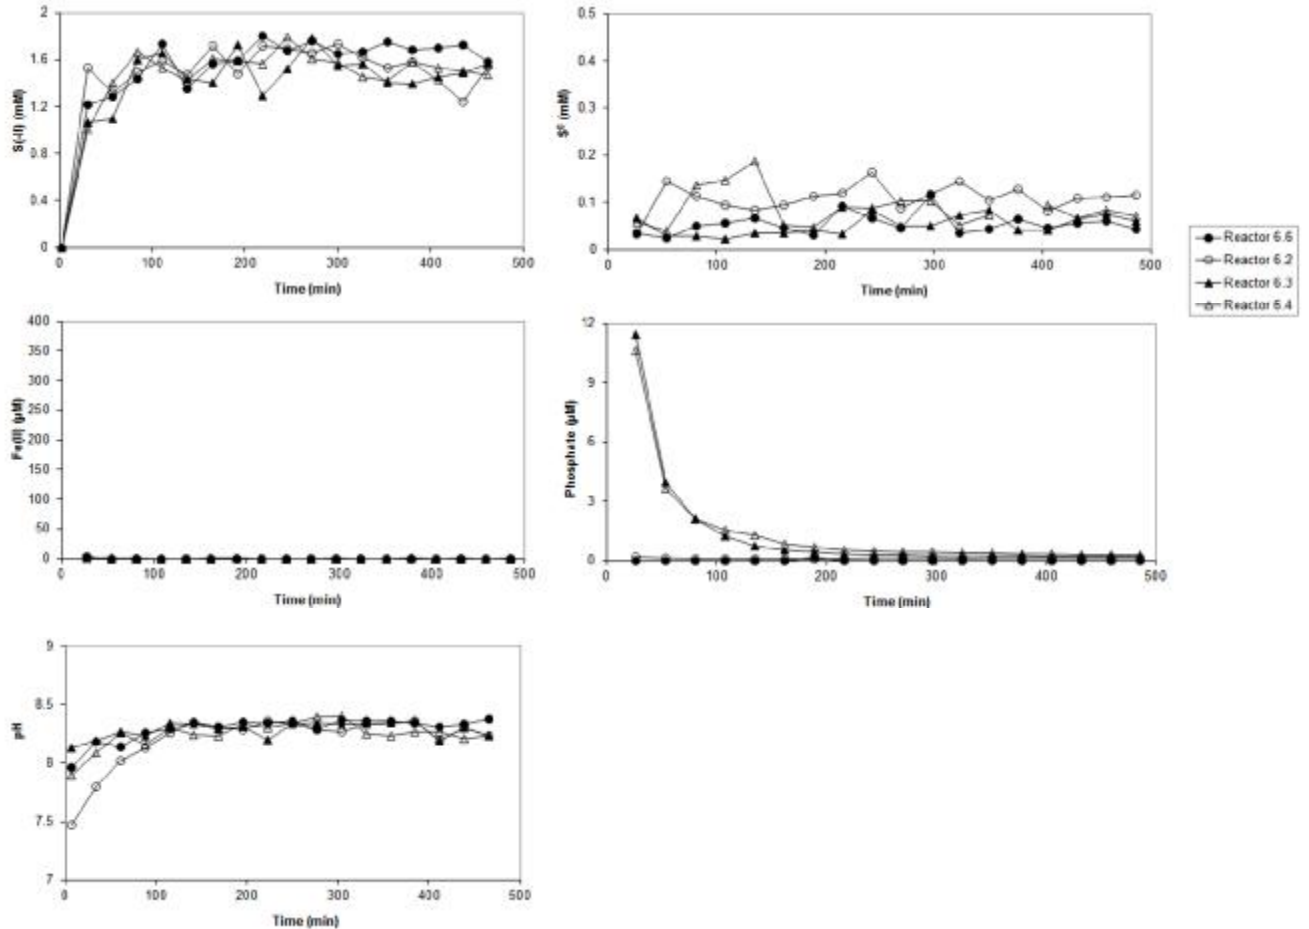 2
1.6
1.2
0.8
0.4
0
S(-II) (mM)
0 100 200 300 400 500
Time (min)
0.5
0.4
0.3
0.2
0.1
0
S⁰ (mM)
0 100 200 300 400 500
Time (min)
Reactor 6.6
Reactor 6.2
Reactor 6.3
Reactor 6.4
400
350
300
250
200
150
100
50
0
Fe(II) (µM)
0 100 200 300 400 500
Time (min)
12
9
6
3
0
Phosphate (µM)
0 100 200 300 400 500
Time (min)
9
8.5
8
7.5
7
pH
0 100 200 300 400 500
Time (min)